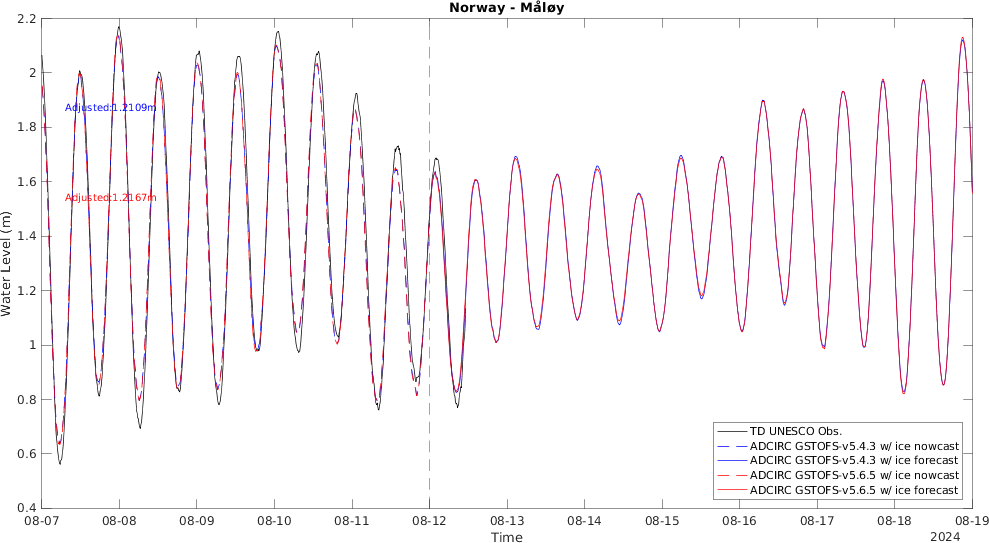 Norway - Måløy
2.2
2
1.8
1.6
1.4
1.2
1
0.8
0.6
0.4
Water Level (m)
Adjusted:1.2109m
Adjusted:1.2167m
TD UNESCO Obs.
ADCIRC GSTOFS-v5.4.3 w/ ice nowcast
ADCIRC GSTOFS-v5.4.3 w/ ice forecast
ADCIRC GSTOFS-v5.6.5 w/ ice nowcast
ADCIRC GSTOFS-v5.6.5 w/ ice forecast
08-07 08-08 08-09 08-10 08-11 08-12 08-13 08-14 08-15 08-16 08-17 08-18 08-19
Time
2024